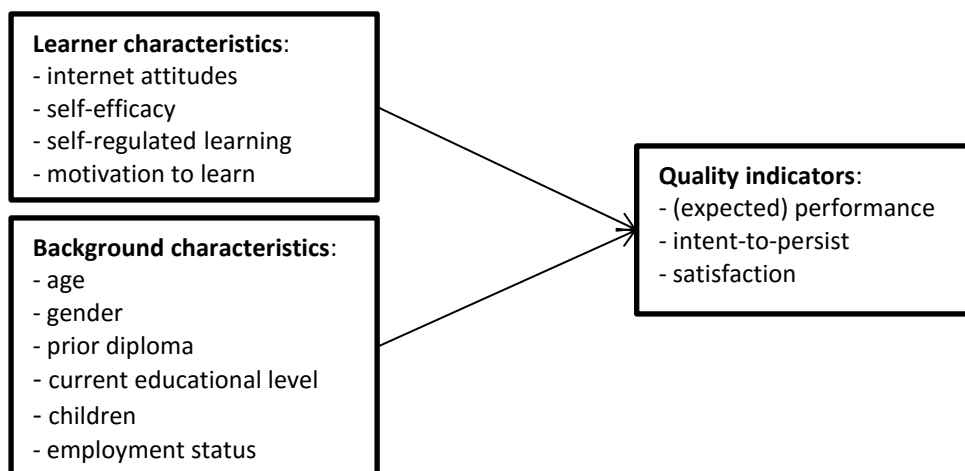 Learner characteristics:
- internet attitudes
- self-efficacy
- self-regulated learning
- motivation to learn
Background characteristics:
- age
- gender
- prior diploma
- current educational level
- children
- employment status
Quality indicators:
- (expected) performance
- intent-to-persist
- satisfaction